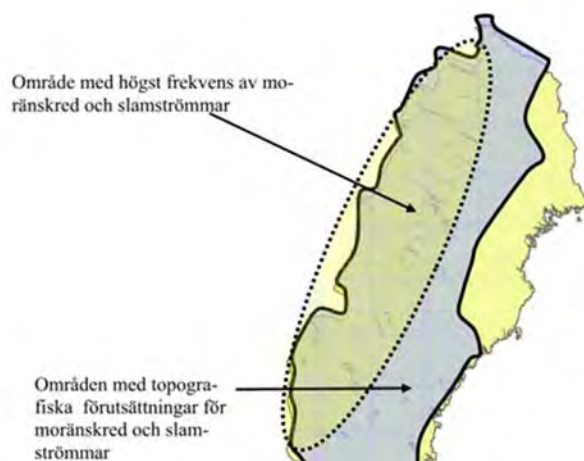 Område med högst frekvens av mo-
ränskred och slamströmmar
Områden med topogra-
fiska förutsättningar för
moränskred och slam-
strömmar